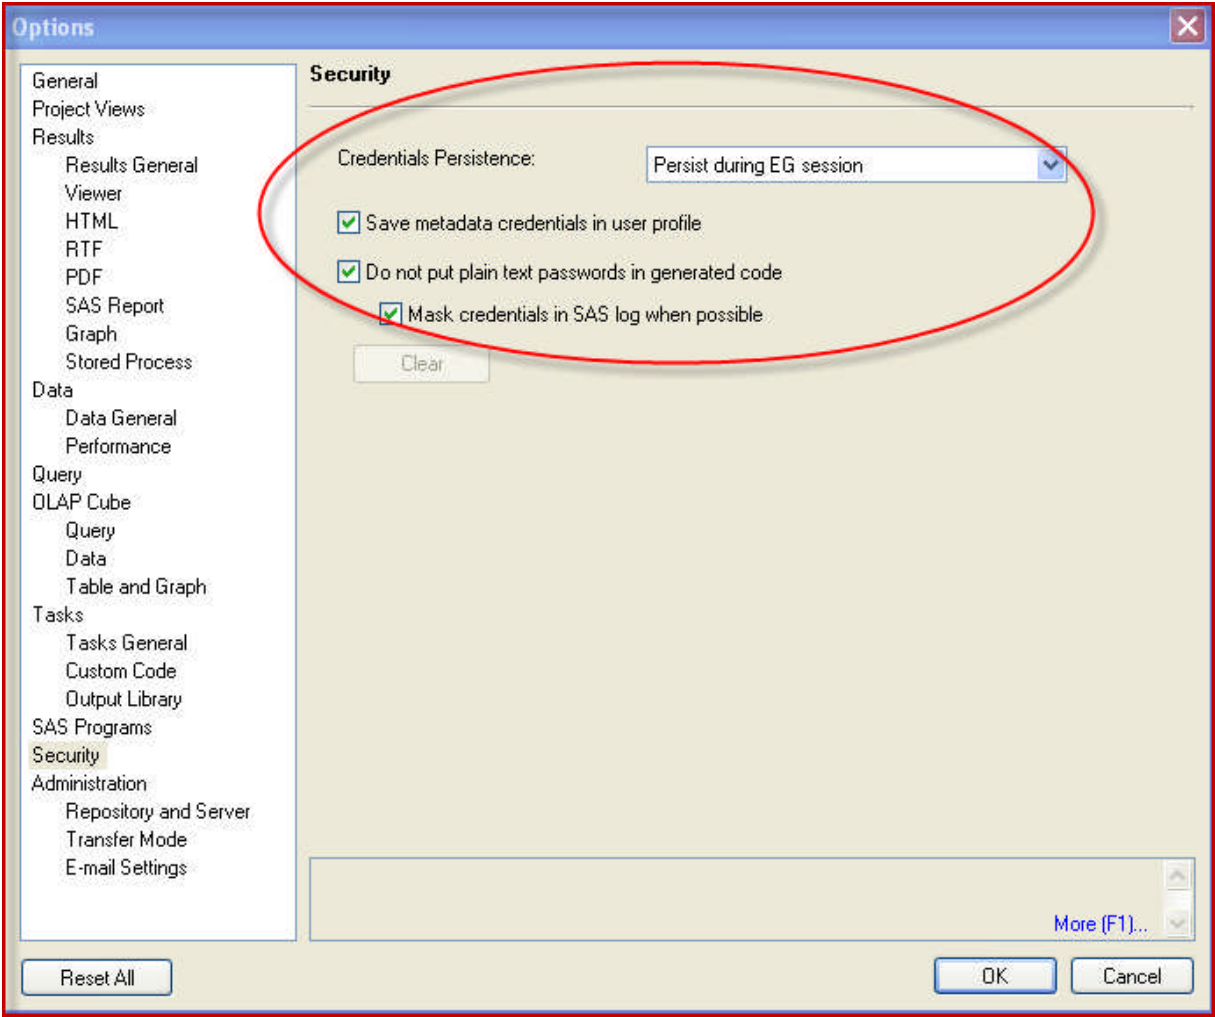 Options
General
Project Views
Results
Results General
Viewer
HTML
RTF
PDF
SAS Report
Graph
Stored Process
Data
Data General
Performance
Query
OLAP Cube
Query
Data
Table and Graph
Tasks
Tasks General
Custom Code
Output Library
SAS Programs
Security
Administration
Repository and Server
Transfer Mode
E-mail Settings
Security
Credentials Persistence:
Persist during EG session
Save metadata credentials in user profile
Do not put plain text passwords in generated code
Mask credentials in SAS log when possible
Clear
More (F1)...
Reset All
OK
Cancel